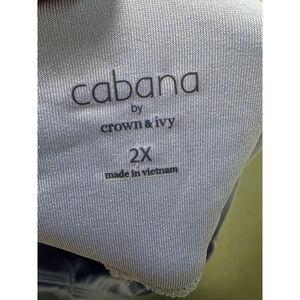 cabana
by
crown & ivy
2X
made in vietnam